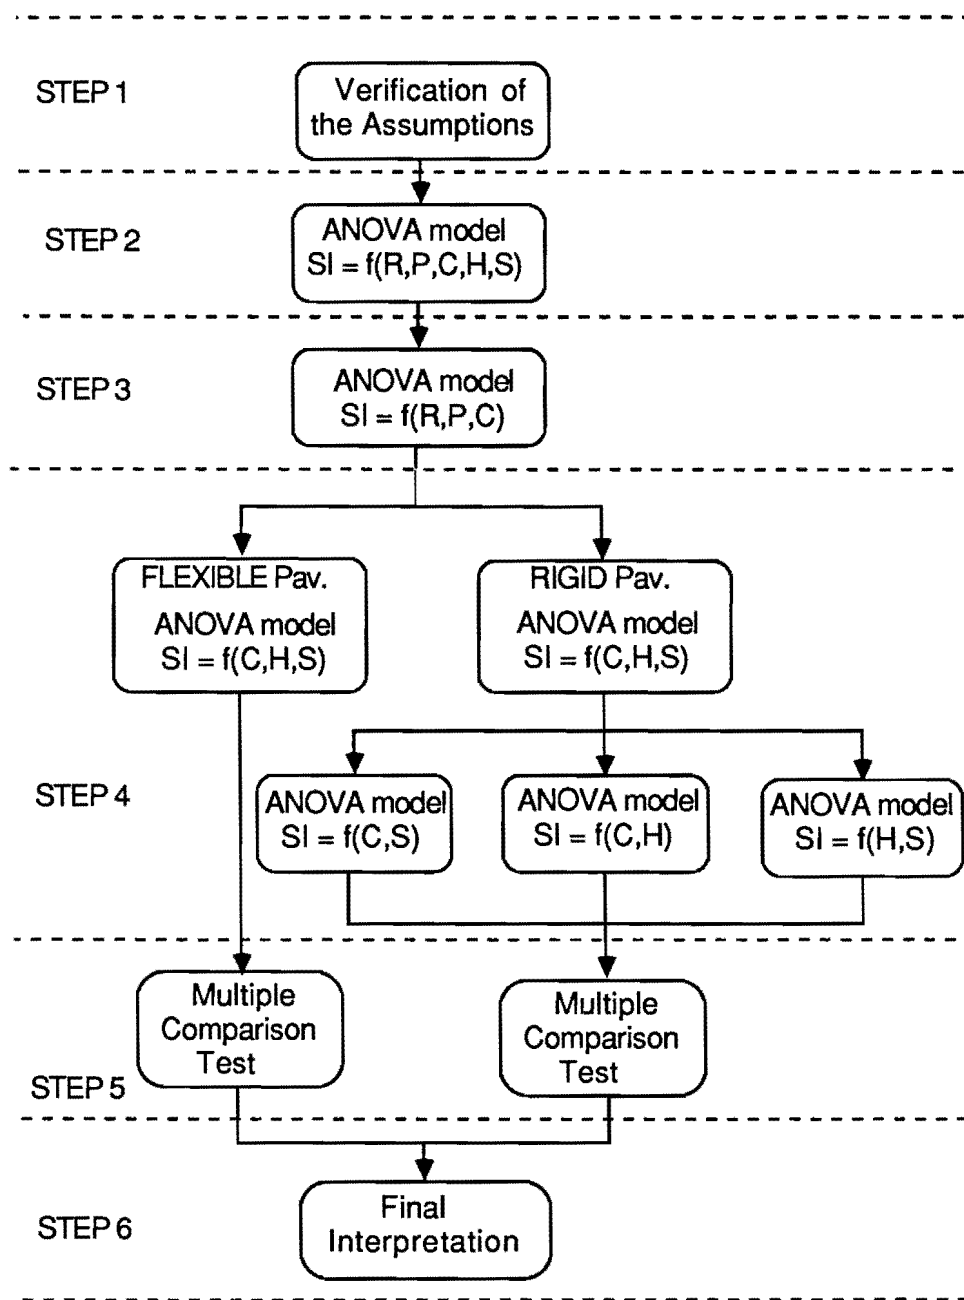 STEP 1
Verification of
the Assumptions
STEP 2
ANOVA model
SI = f(R,P,C,H,S)
STEP 3
ANOVA model
SI = f(R,P,C)
FLEXIBLE Pav.
ANOVA model
SI = f(C,H,S)
RIGID Pav.
ANOVA model
SI = f(C,H,S)
STEP 4
ANOVA model
SI = f(C,S)
ANOVA model
SI = f(C,H)
ANOVA model
SI = f(H,S)
STEP 5
Multiple
Comparison
Test
Multiple
Comparison
Test
STEP 6
Final
Interpretation